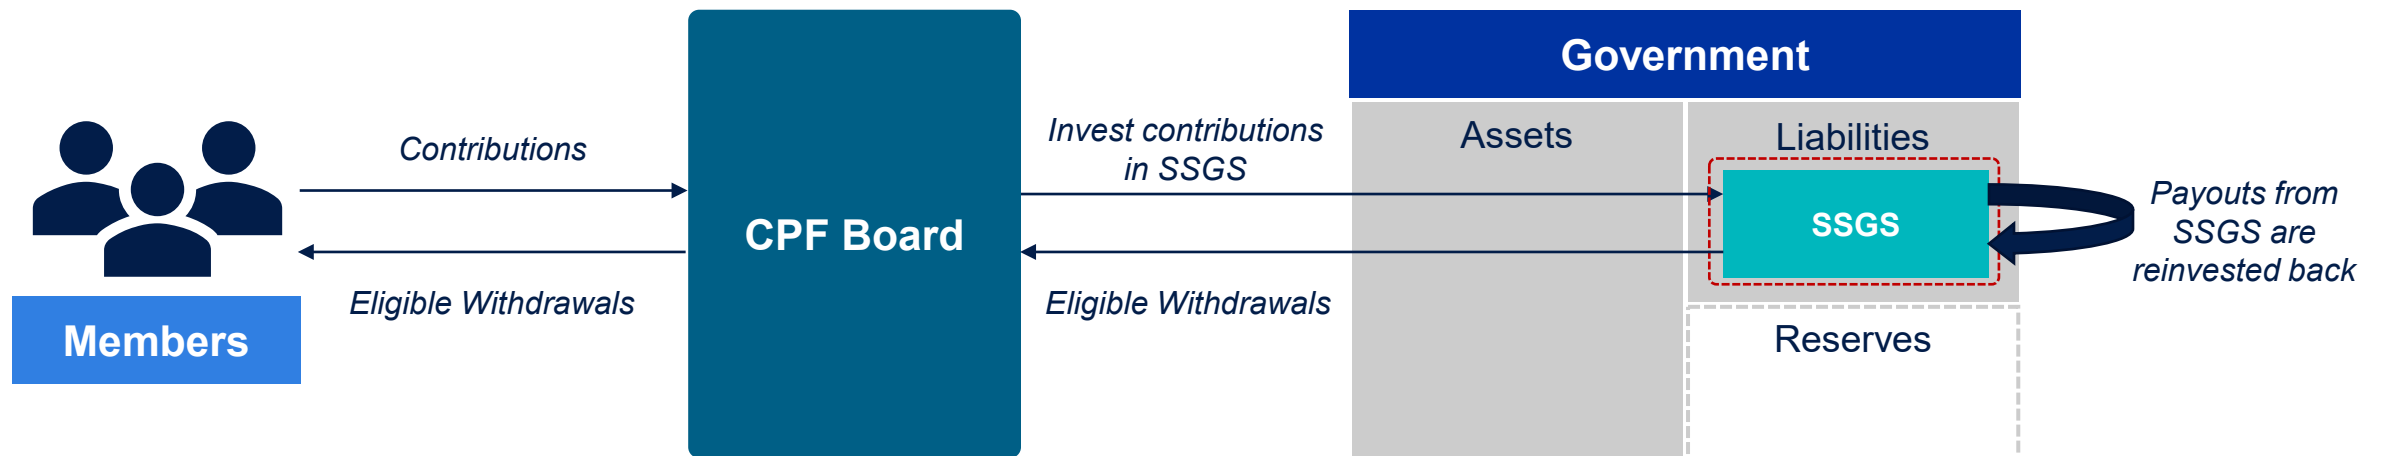 Government
Assets
Liabilities
Contributions
Invest contributions
in SSGS
CPF Board
SSGS
Payouts from
SSGS are
reinvested back
Eligible Withdrawals
Eligible Withdrawals
Members
Reserves